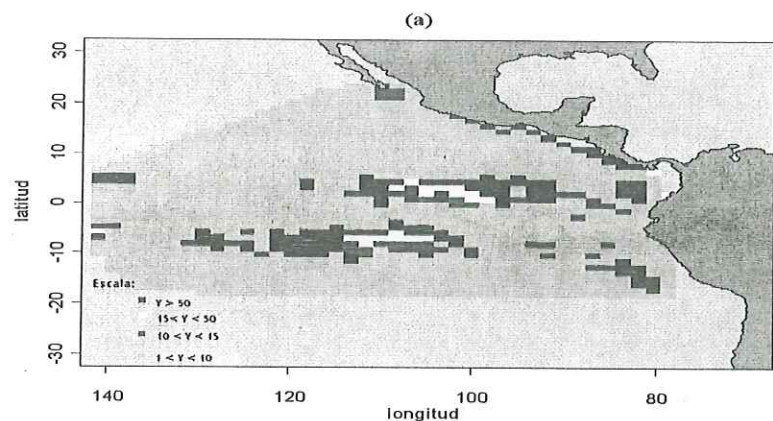 (a)
30
20
10
0
-10
-20
-30
latitud
Escala:
Y > 50
15 < Y < 50
10 < Y < 15
1 < Y < 10
140
120
100
80
longitud